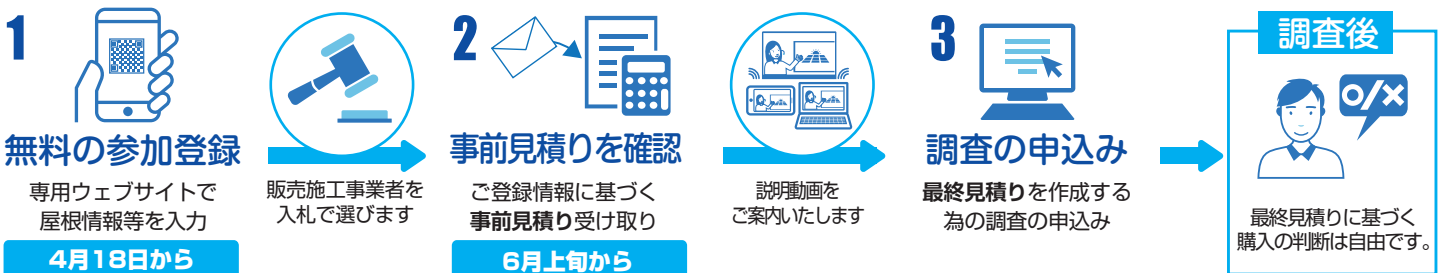 1
無料の参加登録
専用ウェブサイトで
屋根情報等を入力
4月18日から
販売施工事業者を
入札で選びます
2
事前見積りを確認
ご登録情報に基づく
事前見積り受け取り
6月上旬から
説明動画を
ご案内いたします
3
調査の申込み
最終見積りを作成する
為の調査の申込み
調査後
○/×
最終見積りに基づく
購入の判断は自由です。